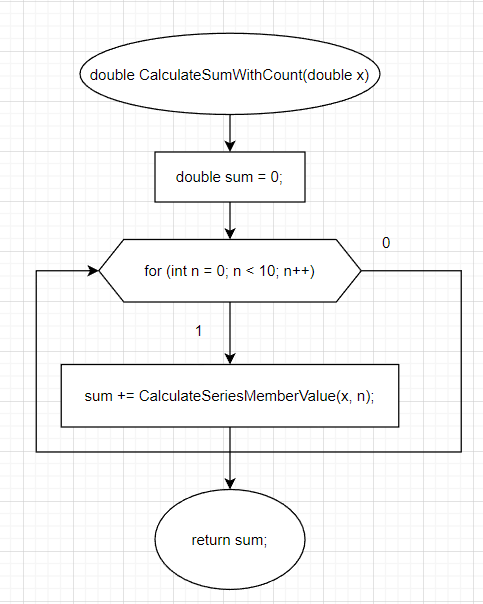 double CalculateSumWithCount(double x)
double sum = 0;
0
for (int n = 0; n < 10; n++)
1
sum += CalculateSeriesMemberValue(x, n);
return sum;